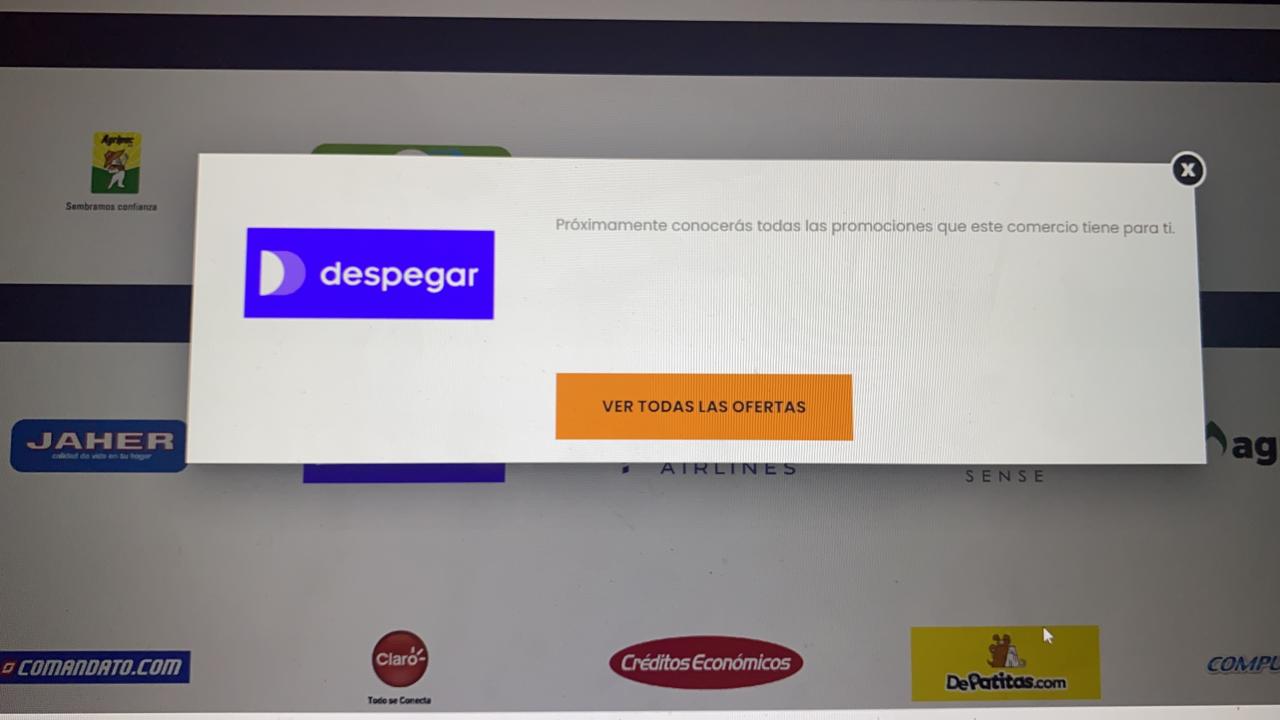 Agripac
Sembramos confianza
X
Próximamente conocerás todas las promociones que este comercio tiene para ti.
despegar
VER TODAS LAS OFERTAS
JAHER
calidad de vida en tu hogar
AIRLINES
SENSE
ag
COMANDATO.COM
Claro
Todo se Conecta
Créditos Económicos
DePatitas.com
COMPU